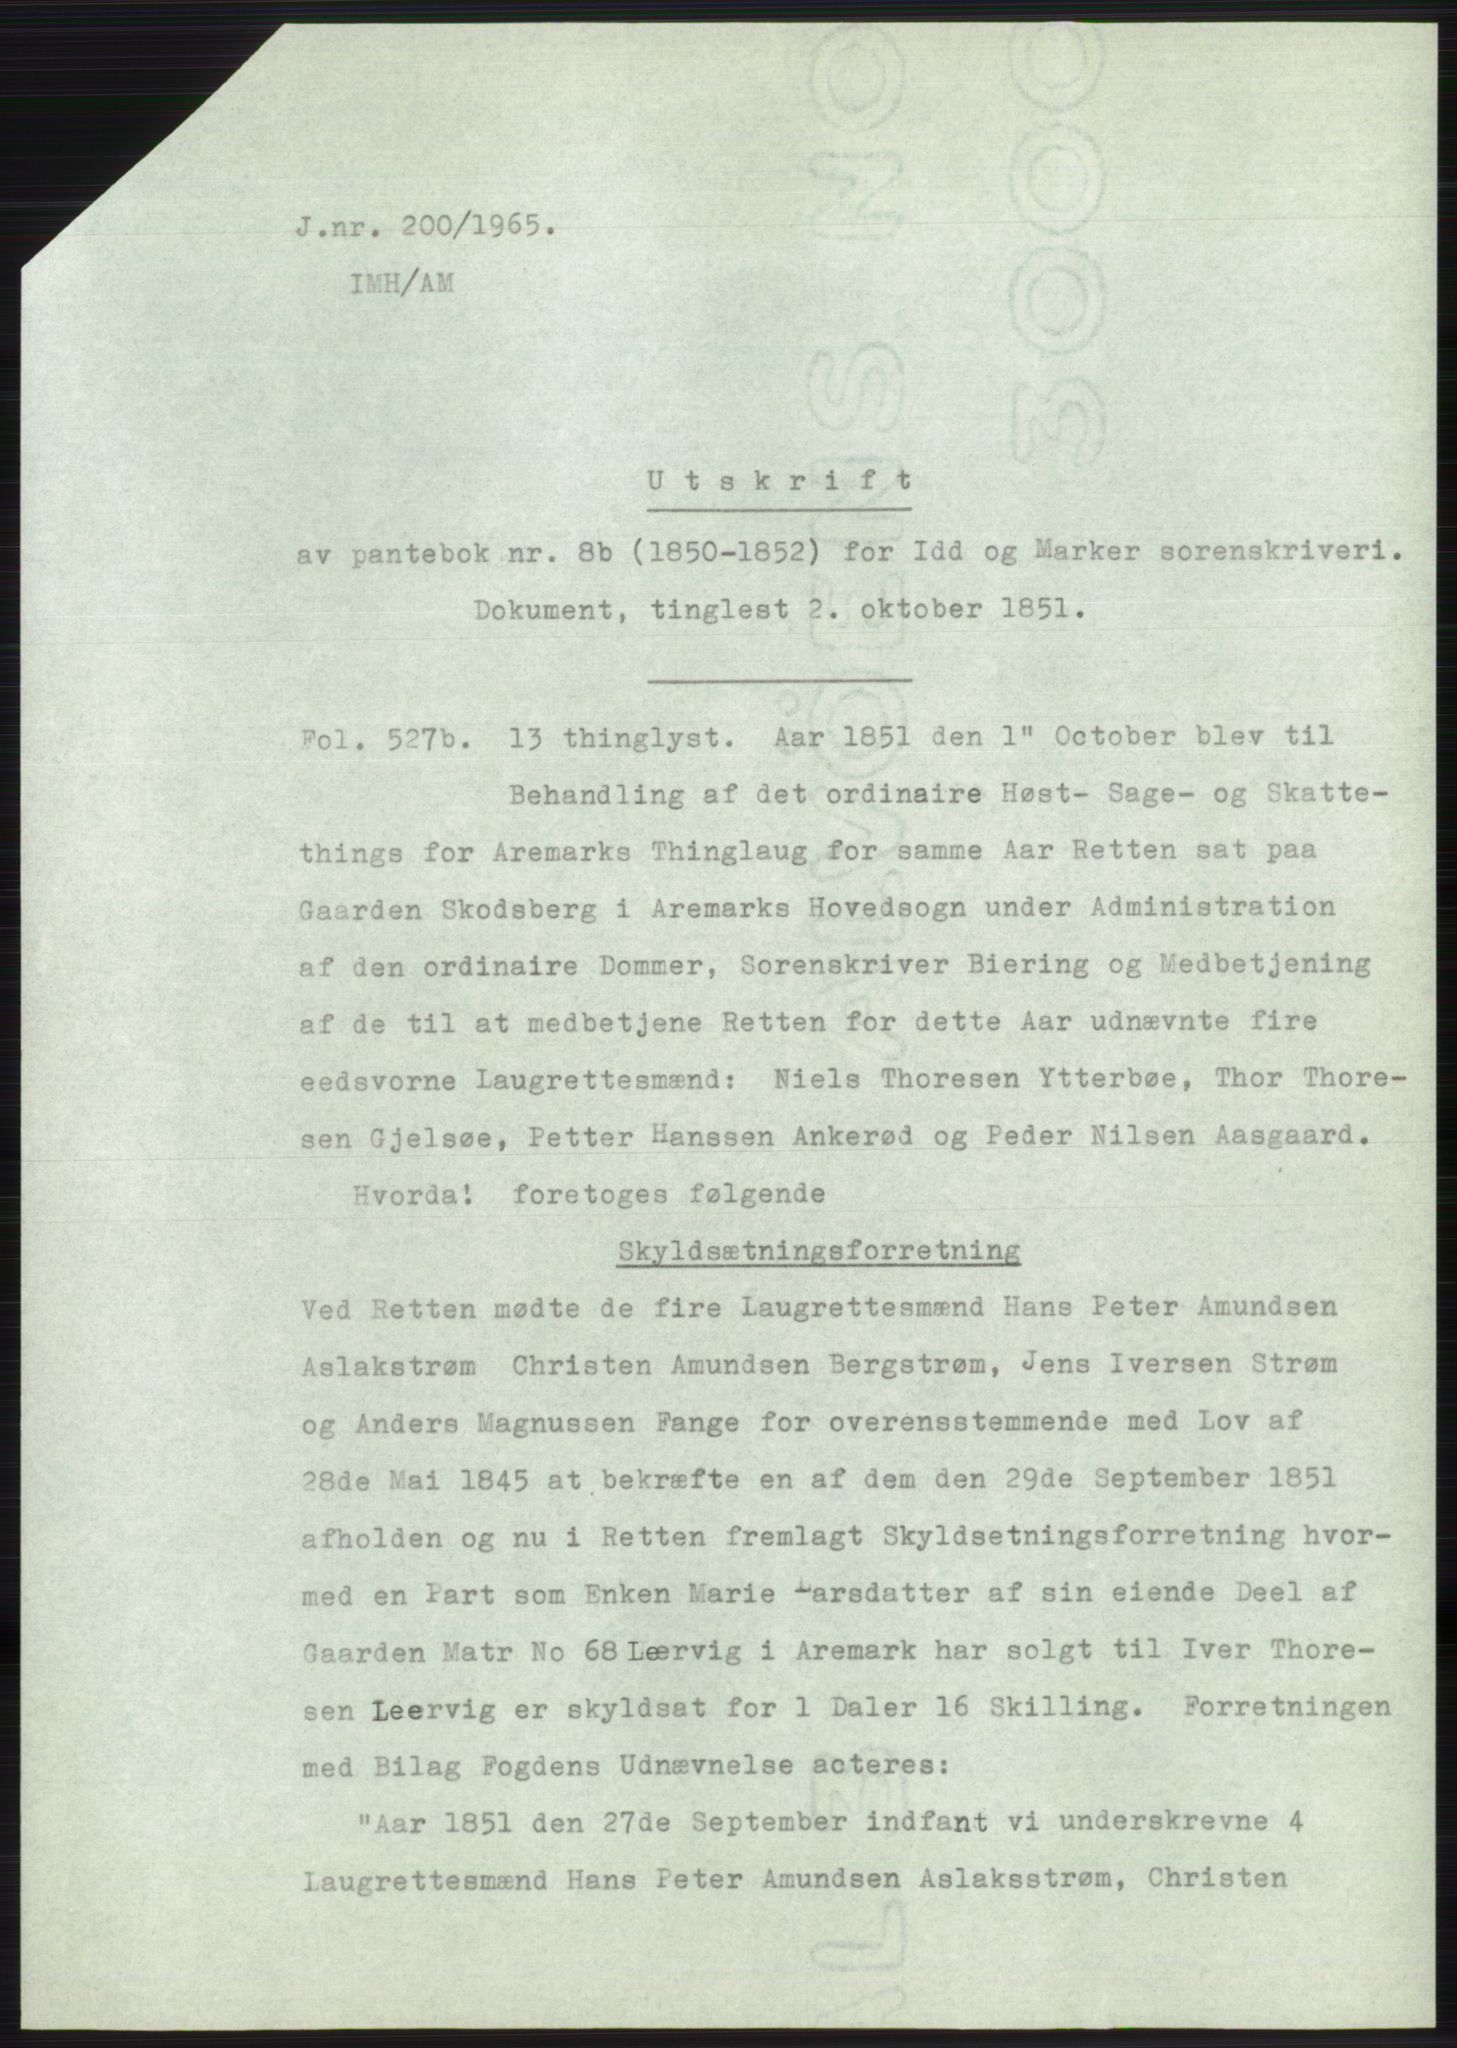 J.nr. 200/1965.
IMH/AM
Utskrift
av pantebok nr. 8b (1850-1852) for Idd og Marker sorenskriveri.
Dokument, tinglest 2. oktober 1851.
Fol. 527b. 13 thinglyst. Aar 1851 den 1" October blev til
Behandling af det ordinaire Høst- Sage- og Skatte-
things for Aremarks Thinglaug for samme Aar Retten sat paa
Gaarden Skodsberg i Aremarks Hovedsogn under Administration
af den ordinaire Dommer, Sorenskriver Biering og Medbetjening
af de til at medbetjene Retten for dette Aar udnævnte fire
eedsvorne Laugrettesmænd: Niels Thoresen Ytterbøe, Thor Thore-
sen Gjelsøe, Petter Hanssen Ankerød og Peder Nilsen Aasgaard.
Hvorda! foretoges følgende
Skyldsætningsforretning
Ved Retten mødte de fire Laugrettesmænd Hans Peter Amundsen
Aslakstrøm Christen Amundsen Bergstrøm, Jens Iversen Strøm
og Anders Magnussen Fange for overensstemmende med Lov af
28de Mai 1845 at bekræfte en af dem den 29de September 1851
afholden og nu i Retten fremlagt Skyldsetningsforretning hvor-
med en Part som Enken Marie Larsdatter af sin eiende Deel af
Gaarden Matr No 68 Leervig i Aremark har solgt til Iver Thore-
sen Leervig er skyldsat for 1 Daler 16 Skilling. Forretningen
med Bilag Fogdens Udnævnelse acteres:
"Aar 1851 den 27de September indfant vi underskrevne 4
Laugrettesmænd Hans Peter Amundsen Aslaksstrøm, Christen